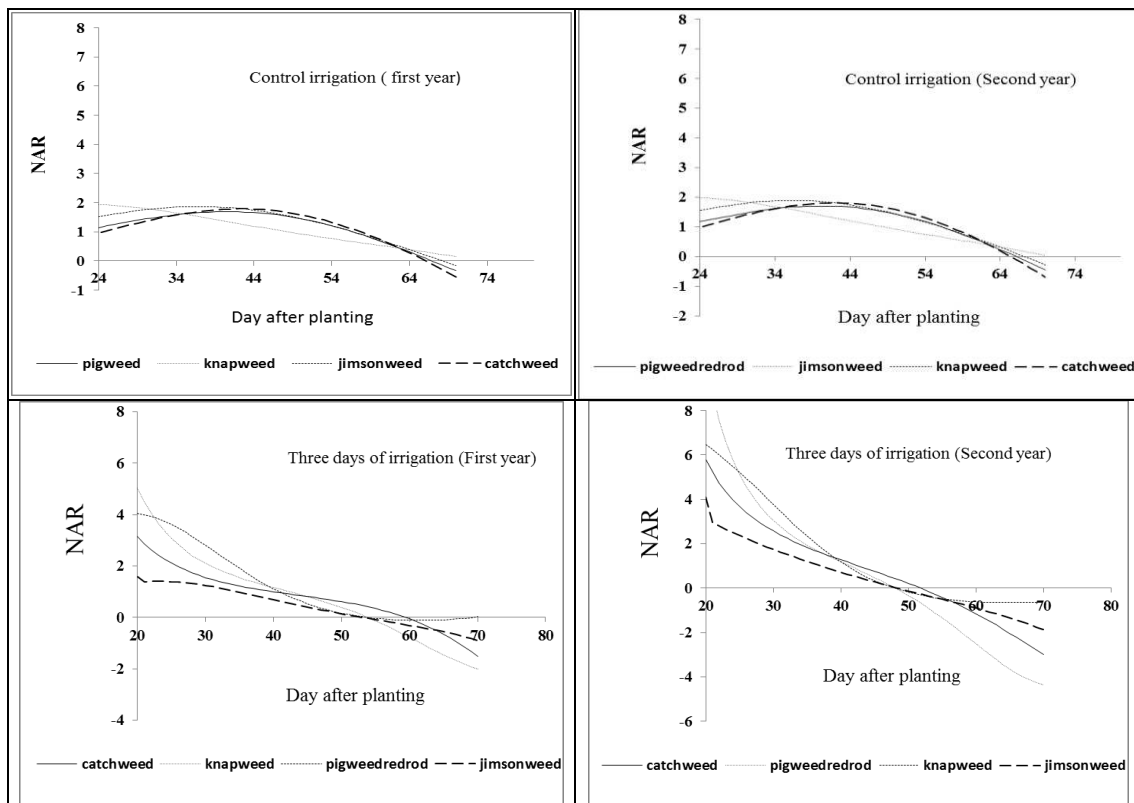 Control irrigation ( first year)
NAR
8
7
6
5
4
3
2
1
0
-1
24 34 44 54 64 74
Day after planting
pigweed knapweed jimsonweed catchweed
Control irrigation (Second year)
NAR
8
7
6
5
4
3
2
1
0
-1
-2
24 34 44 54 64 74
Day after planting
pigweedredrod jimsonweed knapweed catchweed
Three days of irrigation (First year)
NAR
8
6
4
2
0
-2
-4
20 30 40 50 60 70 80
Day after planting
catchweed knapweed pigweedredrod jimsonweed
Three days of irrigation (Second year)
NAR
8
6
4
2
0
-2
-4
-6
20 30 40 50 60 70 80
Day after planting
catchweed pigweedredrod knapweed jimsonweed